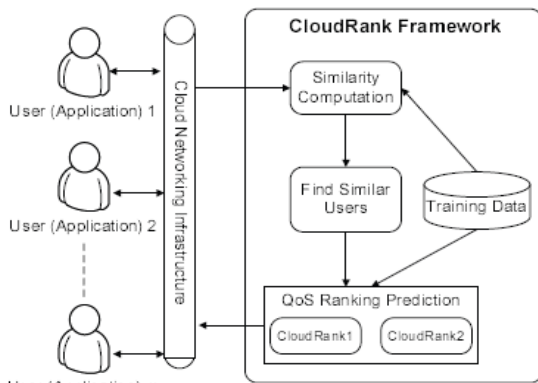 CloudRank Framework
User (Application) 1
User (Application) 2
Cloud Networking Infrastructure
Similarity
Computation
Find Similar
Users
Training Data
QoS Ranking Prediction
CloudRank1
CloudRank2